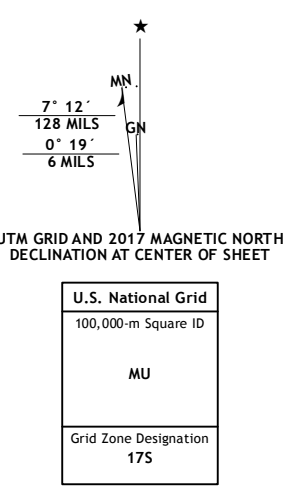 MN
7° 12´
128 MILS
GN
0° 19´
6 MILS
UTM GRID AND 2017 MAGNETIC NORTH
DECLINATION AT CENTER OF SHEET
U.S. National Grid
100,000-m Square ID
MU
Grid Zone Designation
17S